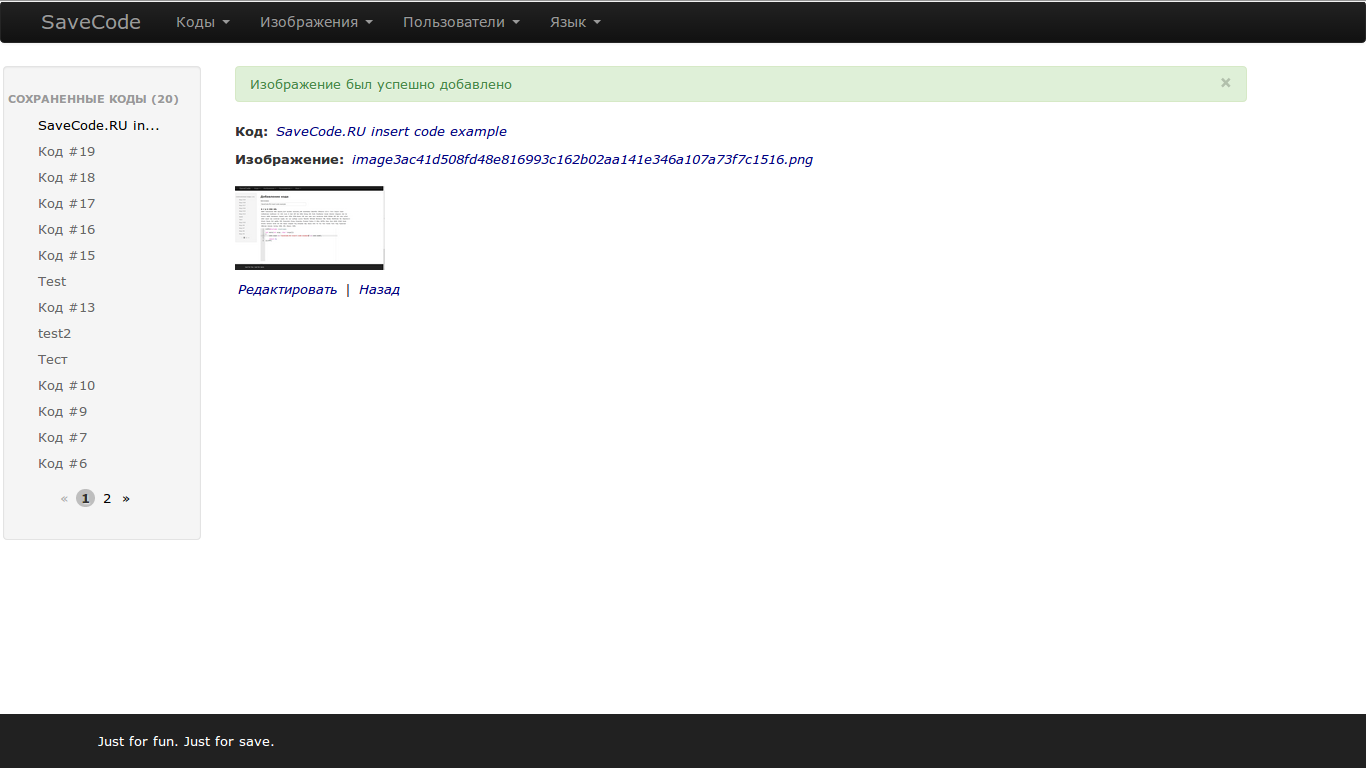 SaveCode Коды Изображения Пользователи Язык
СОХРАНЕННЫЕ КОДЫ (20)
SaveCode.RU in...
Код #19
Код #18
Код #17
Код #16
Код #15
Test
Код #13
test2
Тест
Код #10
Код #9
Код #7
Код #6
« 1 2 »
Изображение был успешно добавлено ×
Код: SaveCode.RU insert code example
Изображение: image3ac41d508fd48e816993c162b02aa141e346a107a73f7c1516.png
Редактировать | Назад
Just for fun. Just for save.